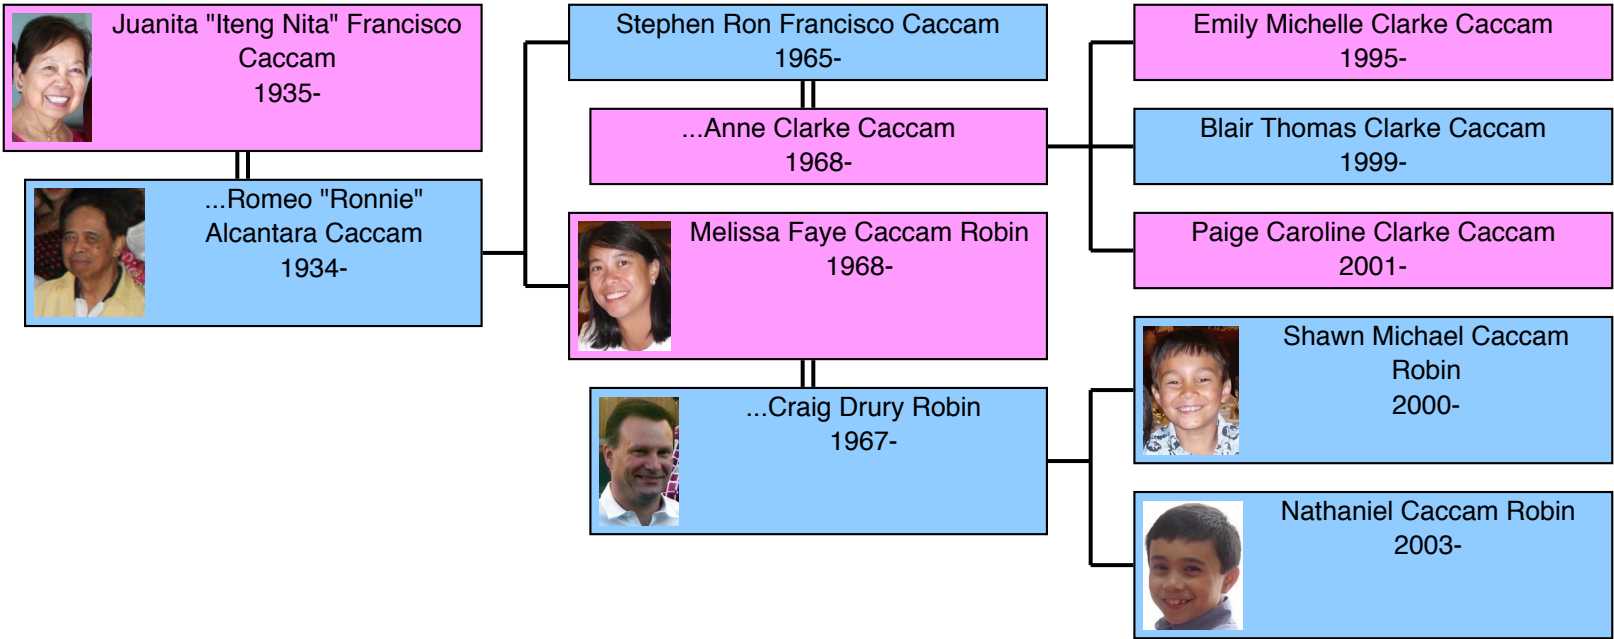 Juanita "Iteng Nita" Francisco
Caccam
1935-
...Romeo "Ronnie"
Alcantara Caccam
1934-
Stephen Ron Francisco Caccam
1965-
...Anne Clarke Caccam
1968-
Melissa Faye Caccam Robin
1968-
...Craig Drury Robin
1967-
Emily Michelle Clarke Caccam
1995-
Blair Thomas Clarke Caccam
1999-
Paige Caroline Clarke Caccam
2001-
Shawn Michael Caccam
Robin
2000-
Nathaniel Caccam Robin
2003-